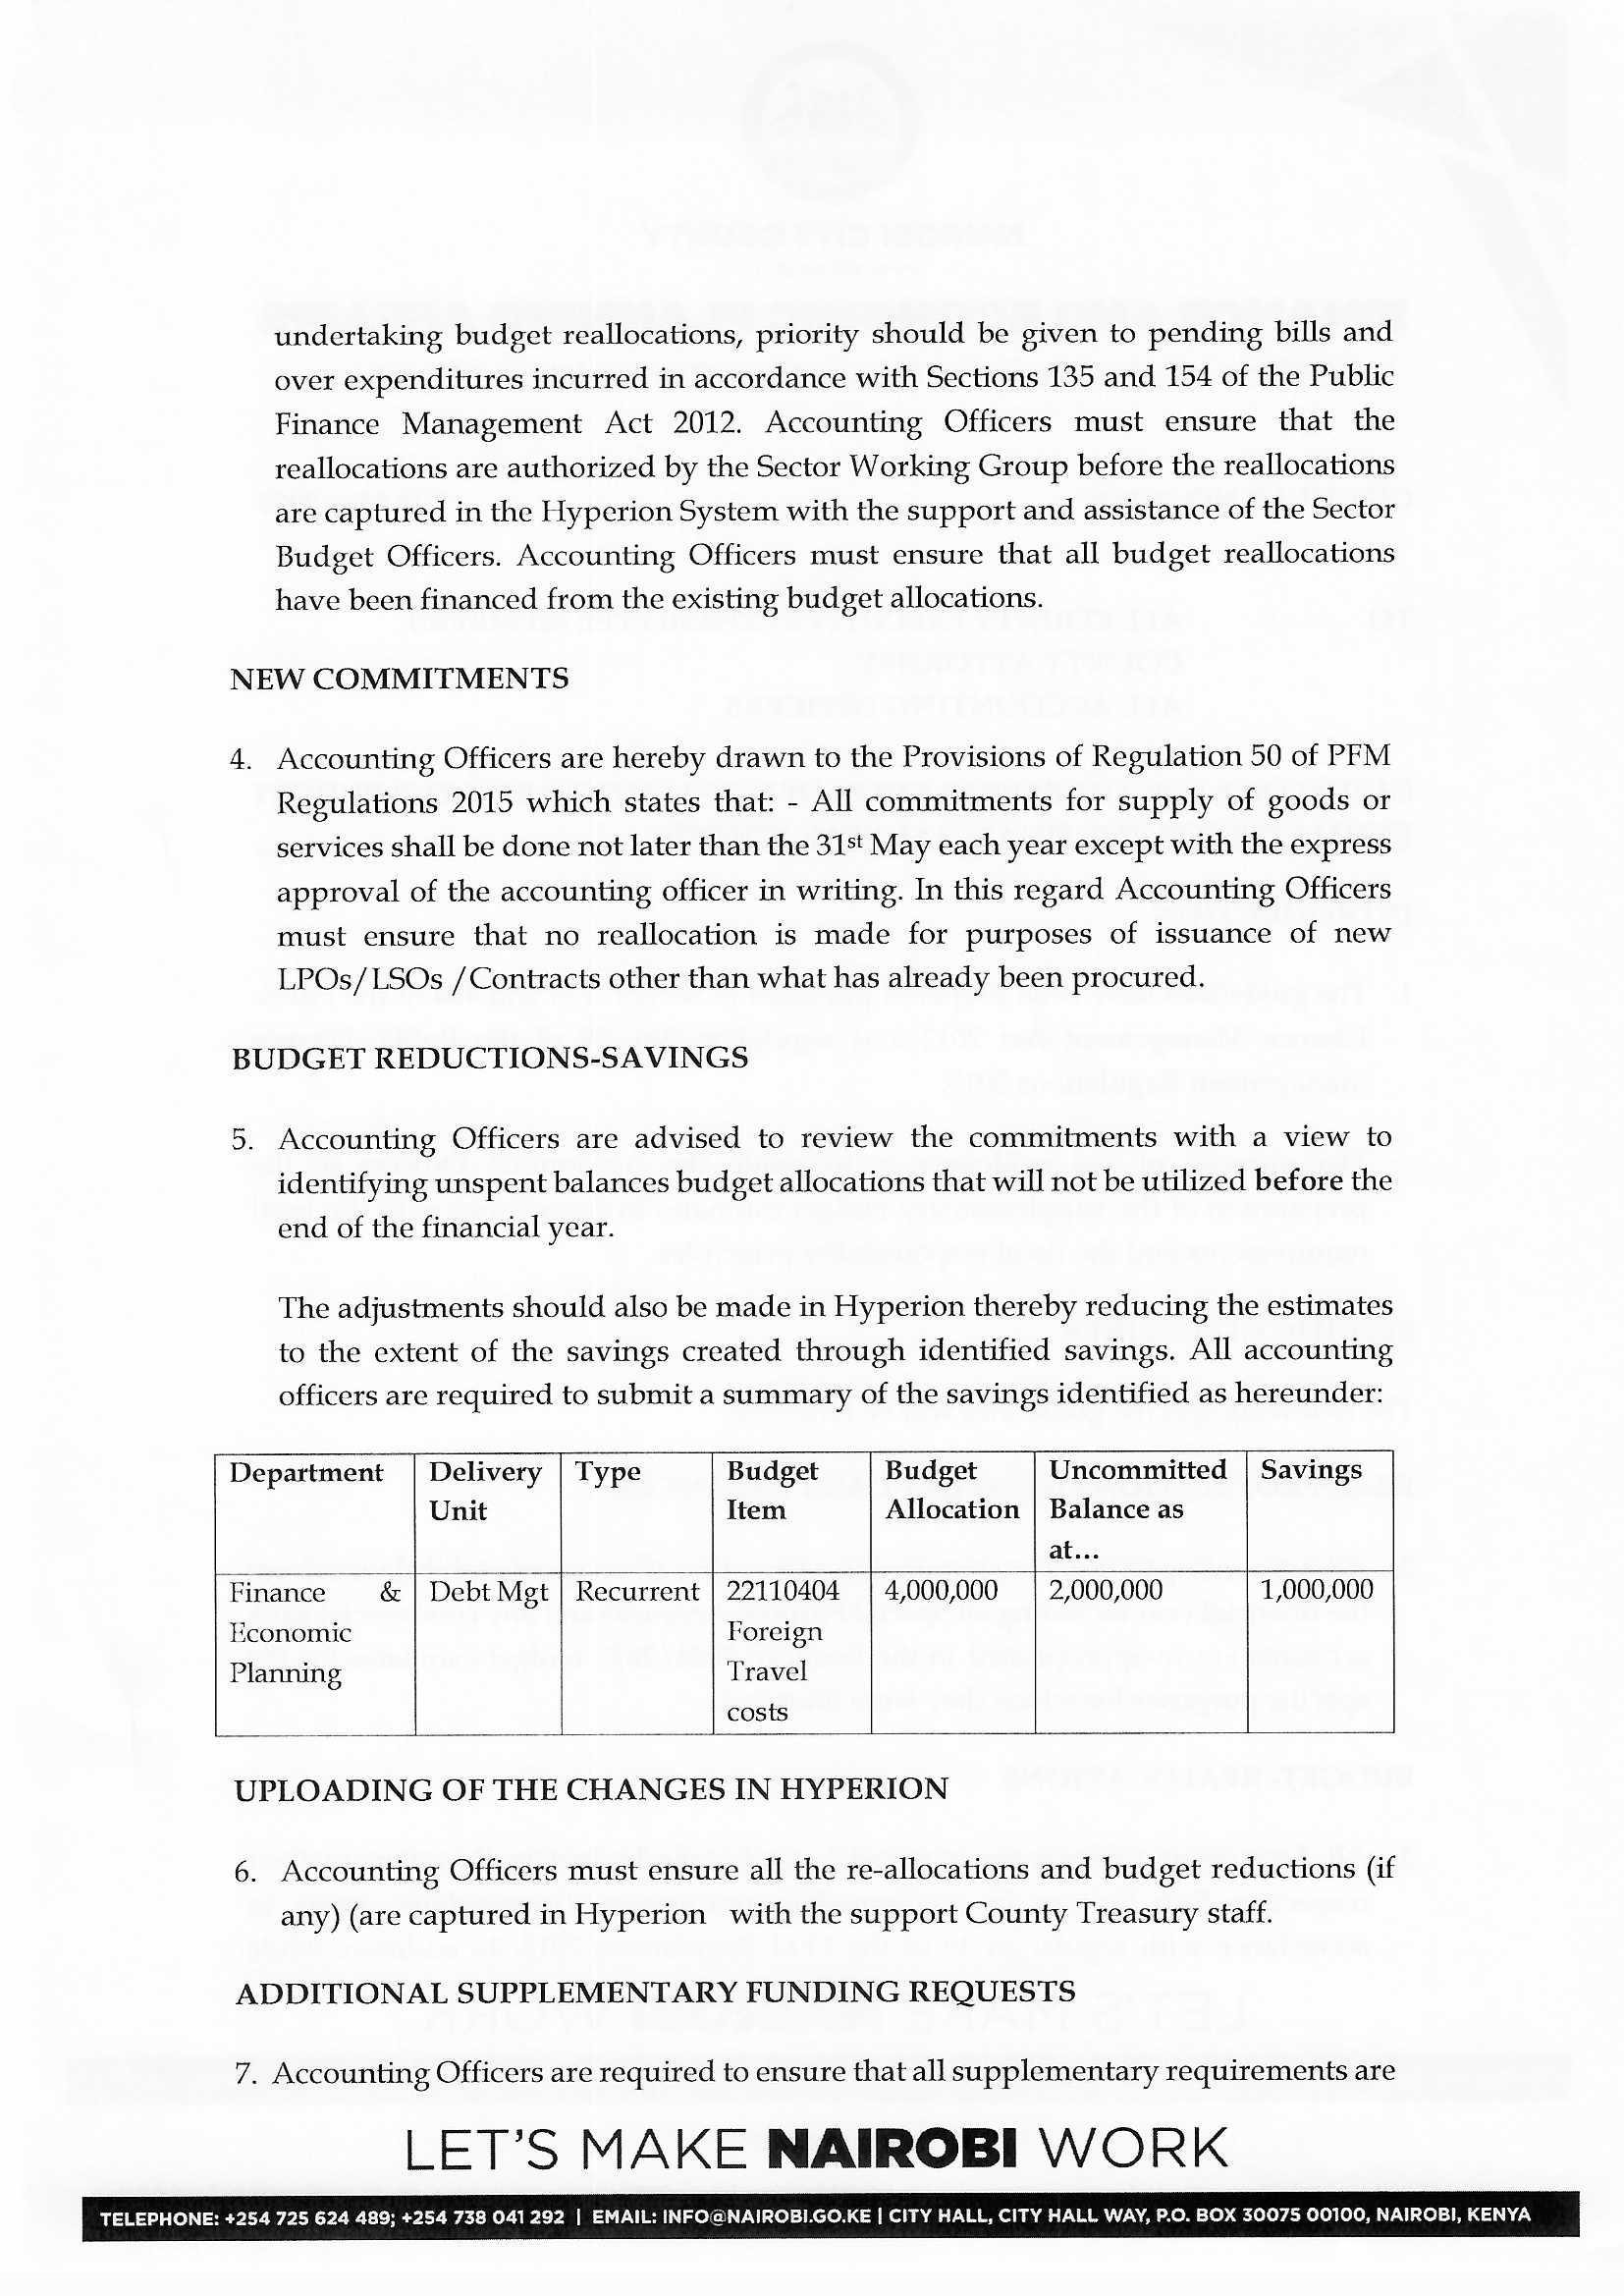 undertaking budget reallocations, priority should be given to pending bills and
over expenditures incurred in accordance with Sections 135 and 154 of the Public
Finance Management Act 2012. Accounting Officers must ensure that the
reallocations are authorized by the Sector Working Group before the reallocations
are captured in the Hyperion System with the support and assistance of the Sector
Budget Officers. Accounting Officers must ensure that all budget reallocations
have been financed from the existing budget allocations.
NEW COMMITMENTS
4. Accounting Officers are hereby drawn to the Provisions of Regulation 50 of PFM
Regulations 2015 which states that: - All commitments for supply of goods or
services shall be done not later than the 31st May each year except with the express
approval of the accounting officer in writing. In this regard Accounting Officers
must ensure that no reallocation is made for purposes of issuance of new
LPOs/LSOs /Contracts other than what has already been procured.
BUDGET REDUCTIONS-SAVINGS
5. Accounting Officers are advised to review the commitments with a view to
identifying unspent balances budget allocations that will not be utilized before the
end of the financial year.
The adjustments should also be made in Hyperion thereby reducing the estimates
to the extent of the savings created through identified savings. All accounting
officers are required to submit a summary of the savings identified as hereunder:
Department Delivery Type Budget Budget Uncommitted Savings
Unit Item Allocation Balance as
at...
Finance & Debt Mgt Recurrent 22110404 4,000,000 2,000,000 1,000,000
Economic Foreign
Planning Travel
costs
UPLOADING OF THE CHANGES IN HYPERION
6. Accounting Officers must ensure all the re-allocations and budget reductions (if
any) (are captured in Hyperion with the support County Treasury staff.
ADDITIONAL SUPPLEMENTARY FUNDING REQUESTS
7. Accounting Officers are required to ensure that all supplementary requirements are
LET'S MAKE NAIROBI WORK
TELEPHONE: +254 725 624 489; +254 738 041 292 | EMAIL: INFO@NAIROBI.GO.KE | CITY HALL, CITY HALL WAY, P.O. BOX 30075 00100, NAIROBI, KENYA